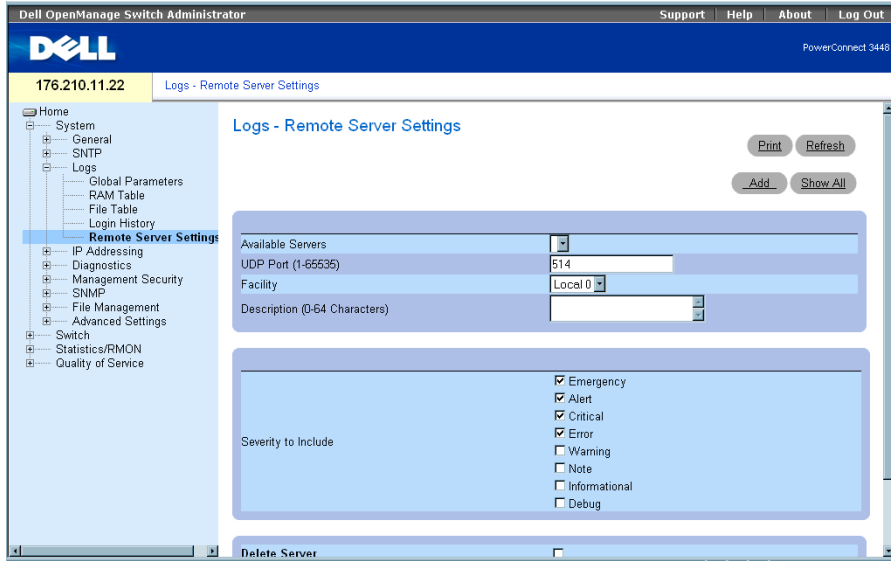 Dell OpenManage Switch Administrator
Support Help About Log Out
DELL
PowerConnect 3448
176.210.11.22
Logs - Remote Server Settings
Home
System
General
SNTP
Logs
Global Parameters
RAM Table
File Table
Login History
Remote Server Settings
IP Addressing
Diagnostics
Management Security
SNMP
File Management
Advanced Settings
Switch
Statistics/RMON
Quality of Service
Logs - Remote Server Settings
Print Refresh
Add Show All
Available Servers
UDP Port (1-65535) 514
Facility Local 0
Description (0-64 Characters)
Severity to Include
Emergency
Alert
Critical
Error
Warning
Note
Informational
Debug
Delete Server